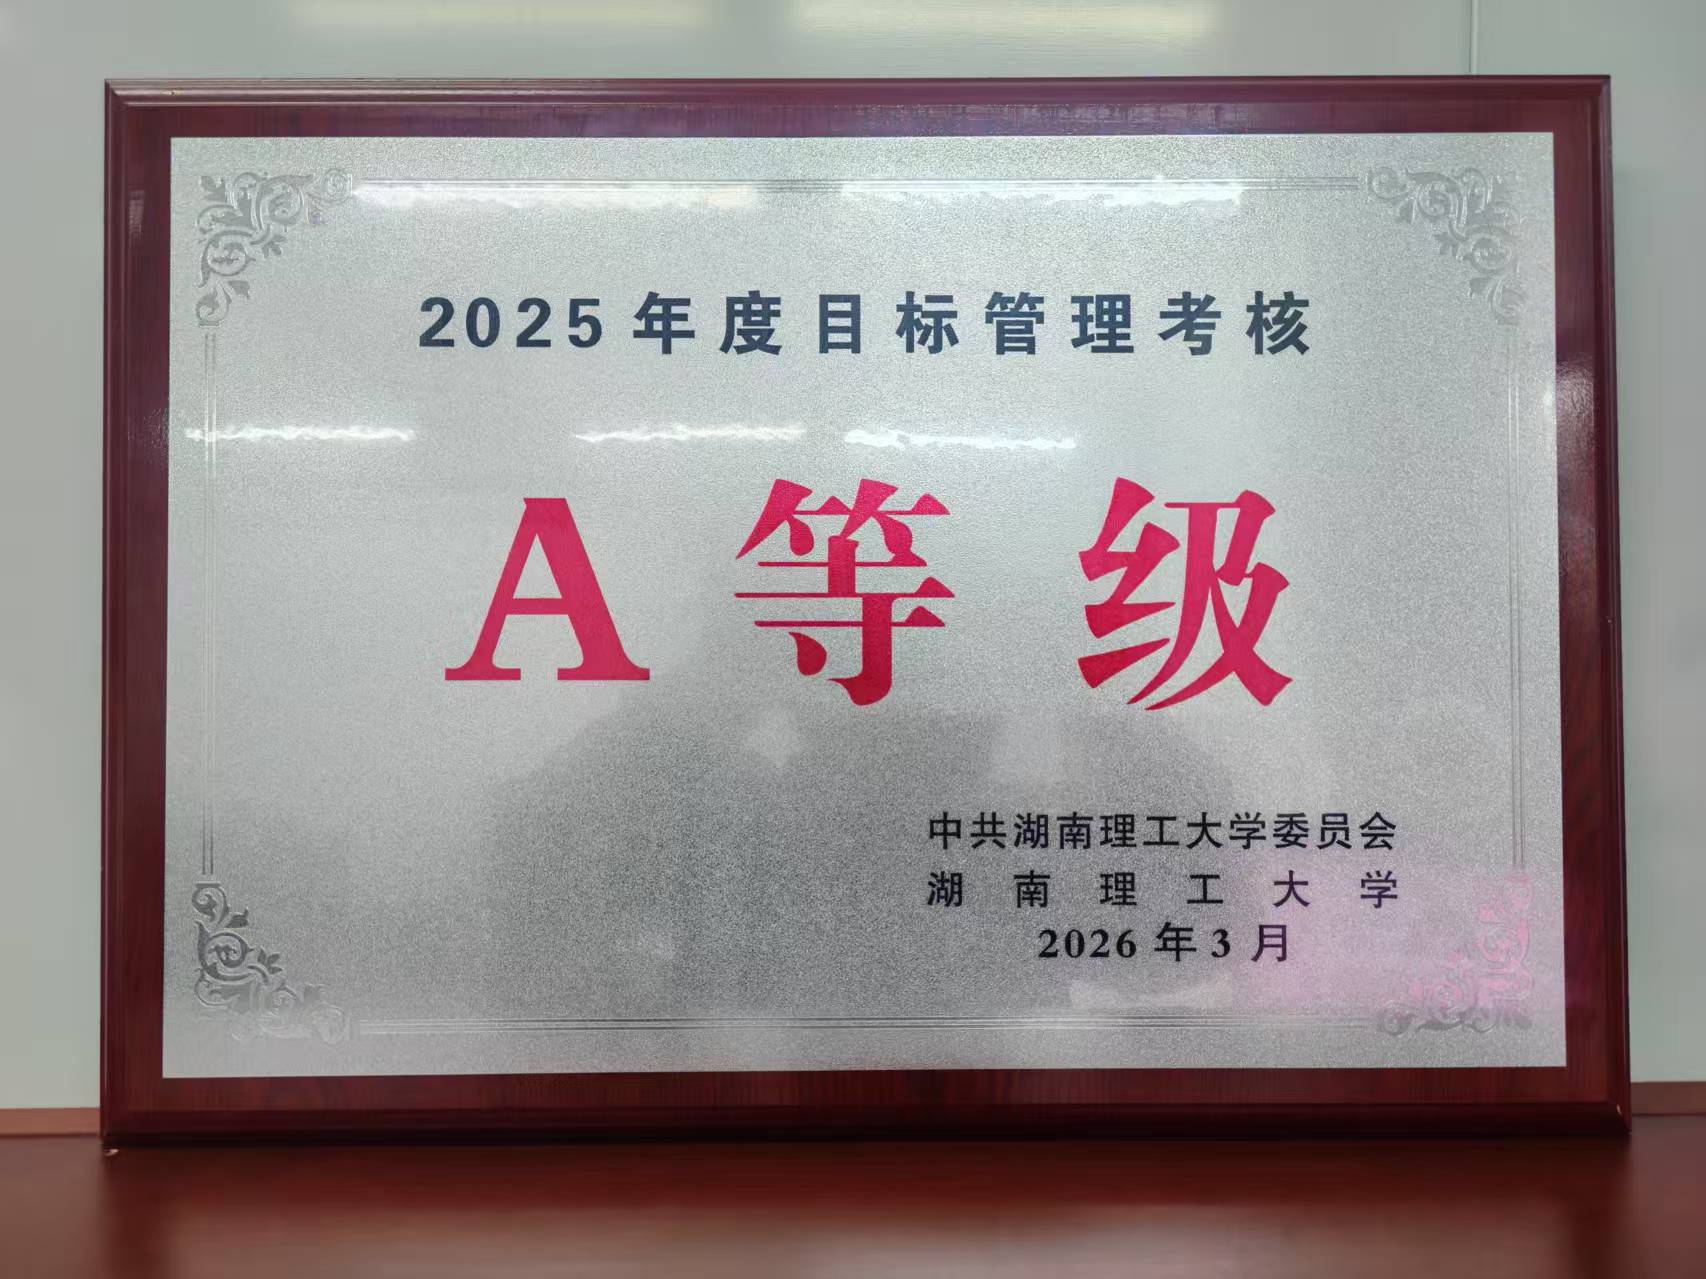 2025年度目标管理考核
A等级
中共湖南理工大学委员会
湖南理工大学
2026年3月